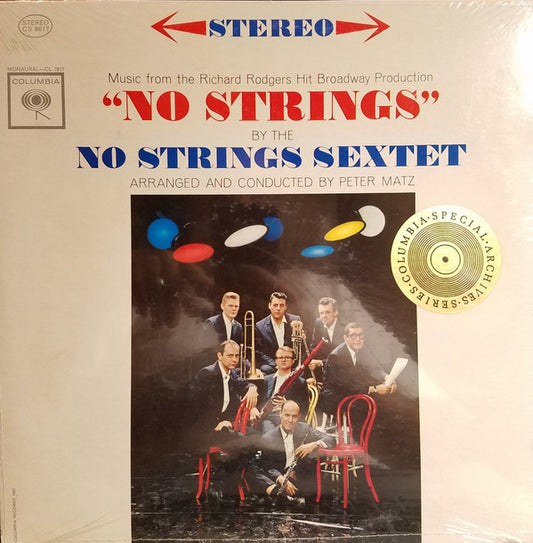 STEREO
CS 8617
STEREO
MONAURAL—CL 1817
COLUMBIA
Music from the Richard Rodgers Hit Broadway Production
“NO STRINGS”
BY THE
NO STRINGS SEXTET
ARRANGED AND CONDUCTED BY PETER MATZ
COLUMBIA·SPECIAL·ARCHIVES·SERIES·